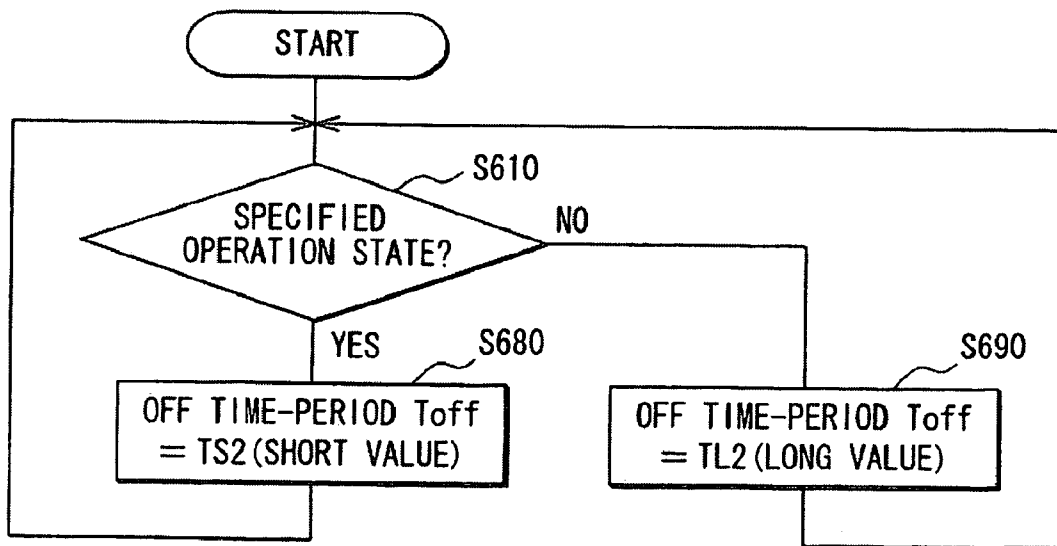 START
S610
SPECIFIED
OPERATION STATE?
NO
YES
S680
S690
OFF TIME-PERIOD Toff
= TS2(SHORT VALUE)
OFF TIME-PERIOD Toff
= TL2(LONG VALUE)